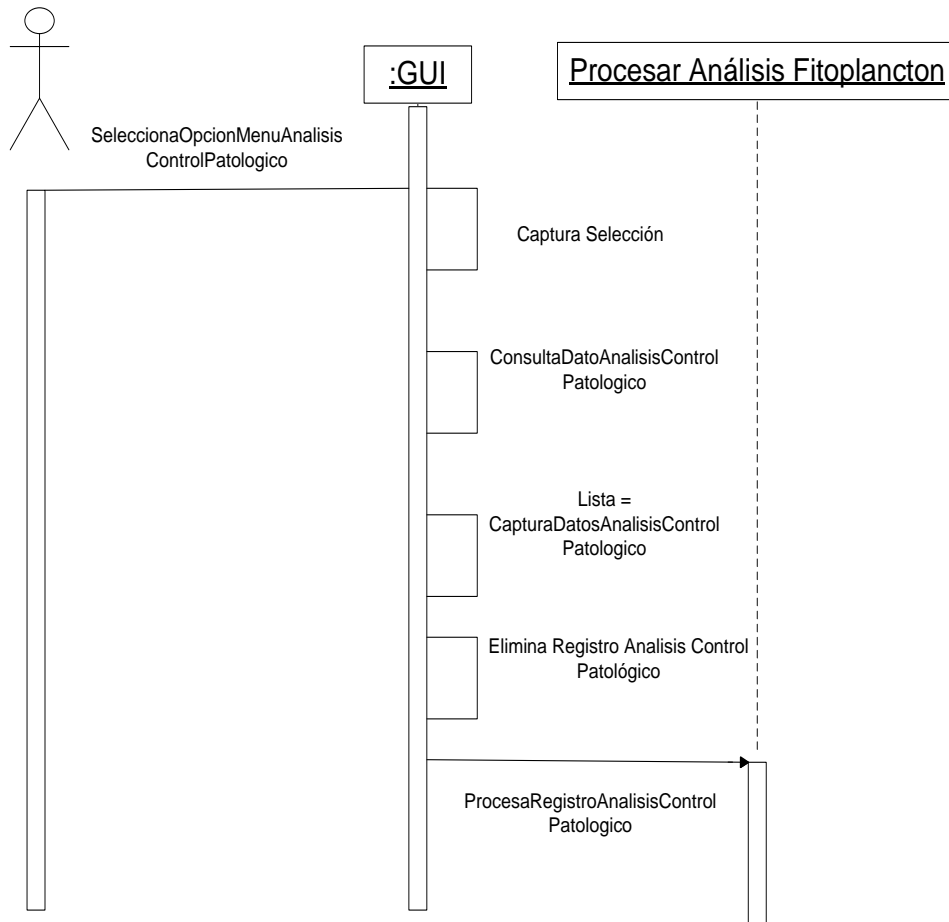 :GUI
Procesar Análisis Fitoplancton
SeleccionaOpcionMenuAnalisis
ControlPatologico
Captura Selección
ConsultaDatoAnalisisControl
Patologico
Lista =
CapturaDatosAnalisisControl
Patologico
Elimina Registro Analisis Control
Patológico
ProcesaRegistroAnalisisControl
Patologico